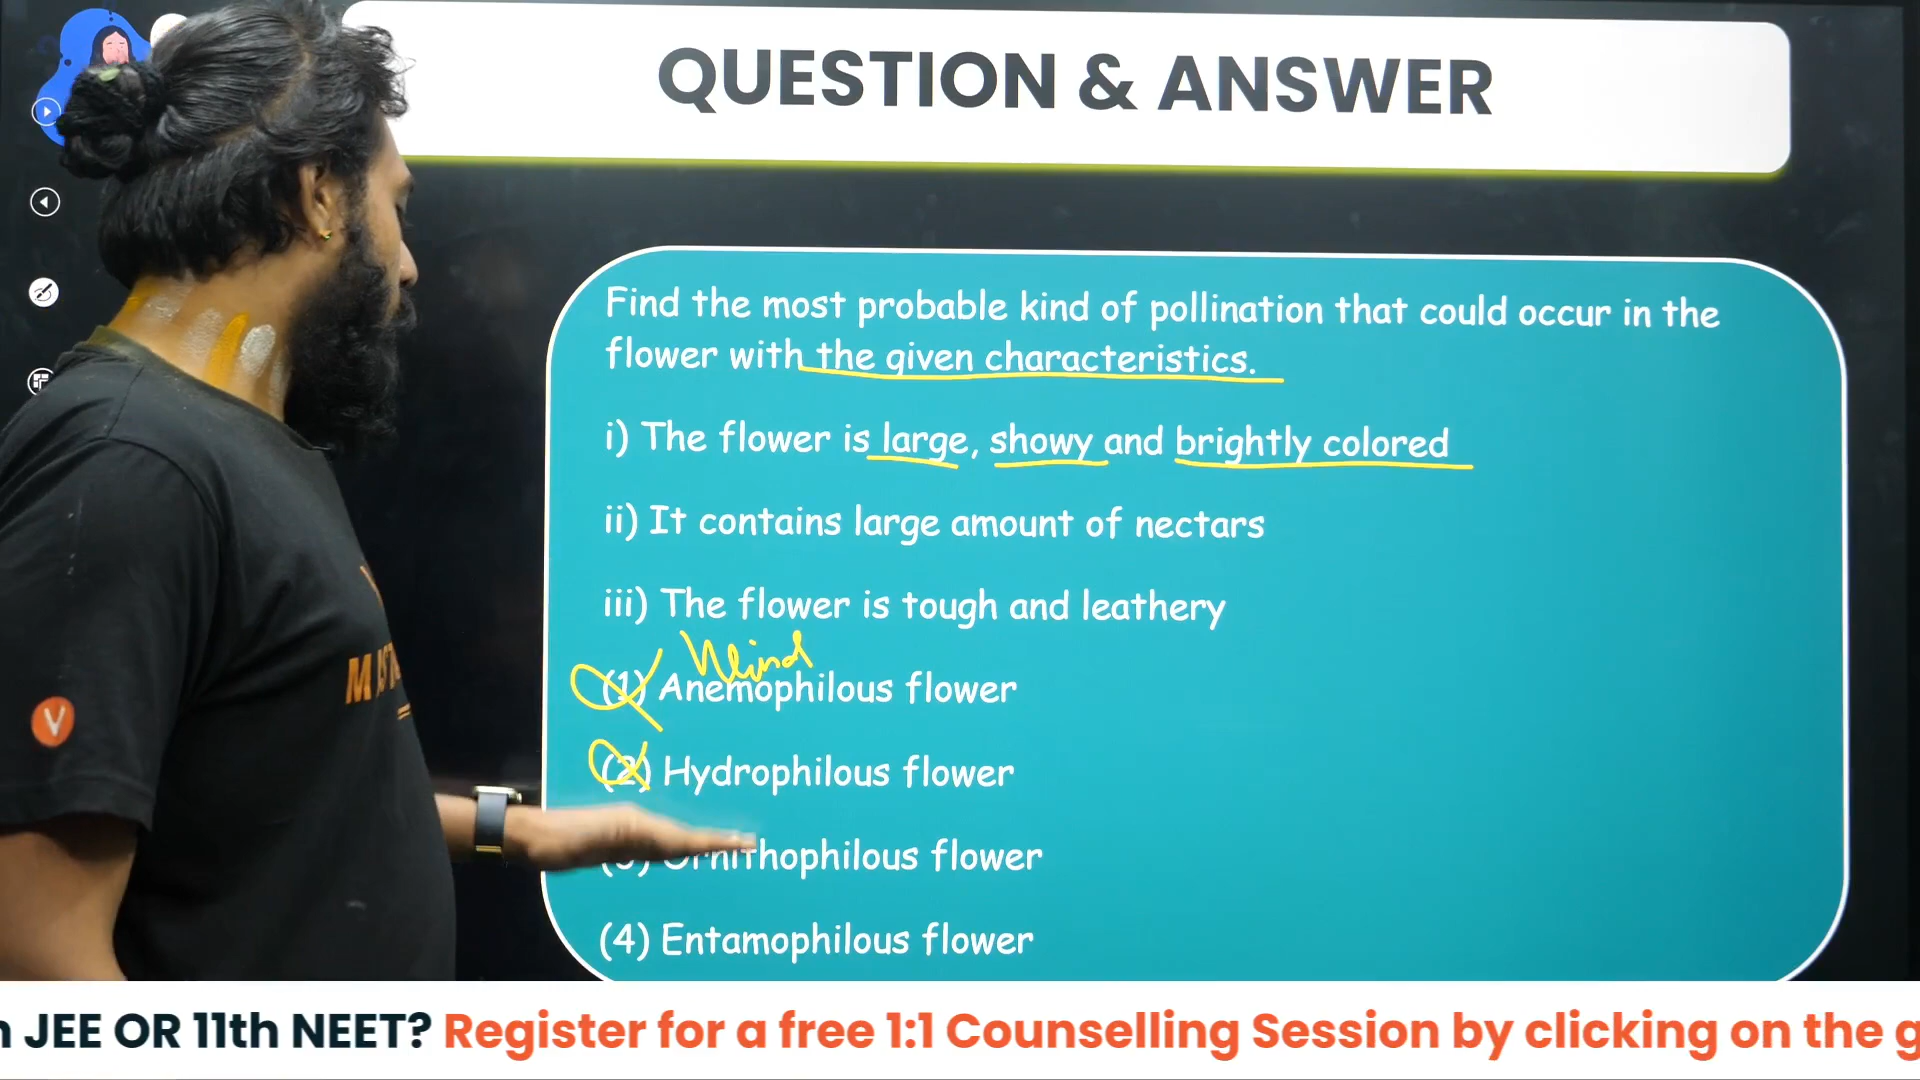 QUESTION & ANSWER
Find the most probable kind of pollination that could occur in the
flower with the given characteristics.
i) The flower is large, showy and brightly colored
ii) It contains large amount of nectars
iii) The flower is tough and leathery
Wind
(1) Anemophilous flower
(2) Hydrophilous flower
(3) Ornithophilous flower
(4) Entamophilous flower
V
JEE OR 11th NEET? Register for a free 1:1 Counselling Session by clicking on the